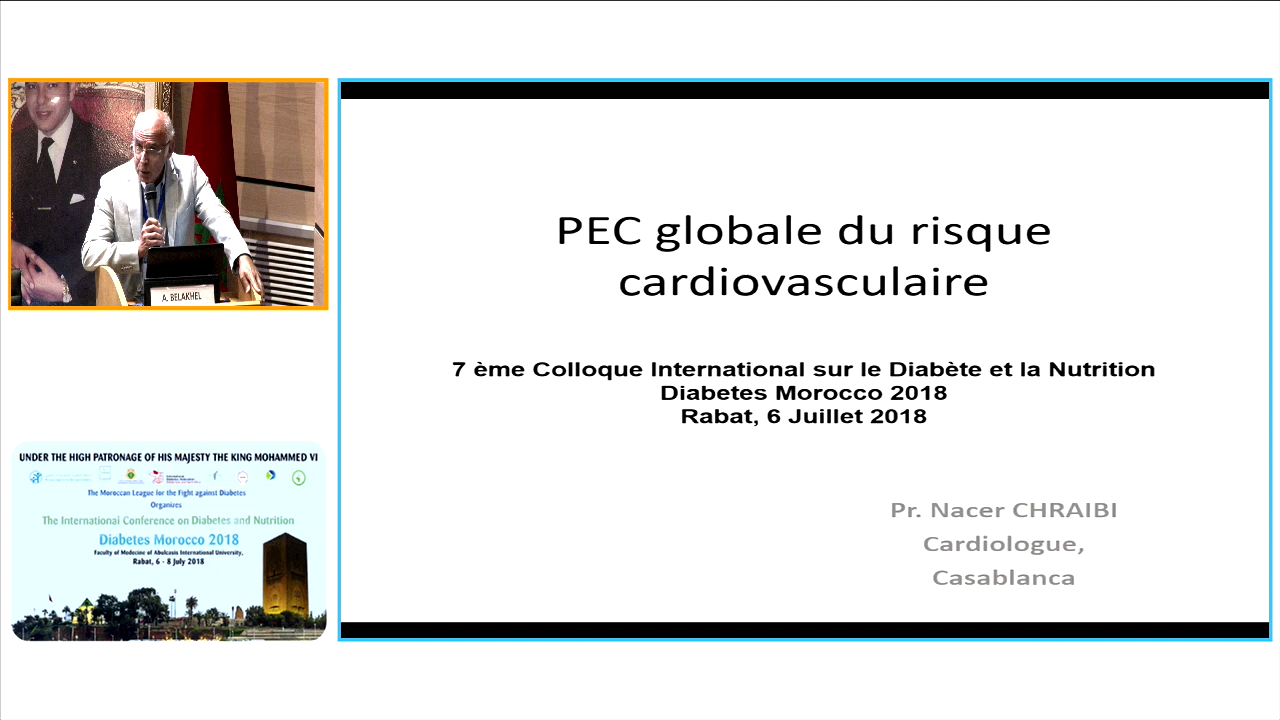 A. BELAKHEL
PEC globale du risque
cardiovasculaire
7 ème Colloque International sur le Diabète et la Nutrition
Diabetes Morocco 2018
Rabat, 6 Juillet 2018
Pr. Nacer CHRAIBI
Cardiologue,
Casablanca
UNDER THE HIGH PATRONAGE OF HIS MAJESTY THE KING MOHAMMED VI
The Moroccan League for the Fight against Diabetes
Organizes
The International Conference on Diabetes and Nutrition
Diabetes Morocco 2018
Faculty of Medecine of Abulcasis International University,
Rabat, 6 - 8 July 2018